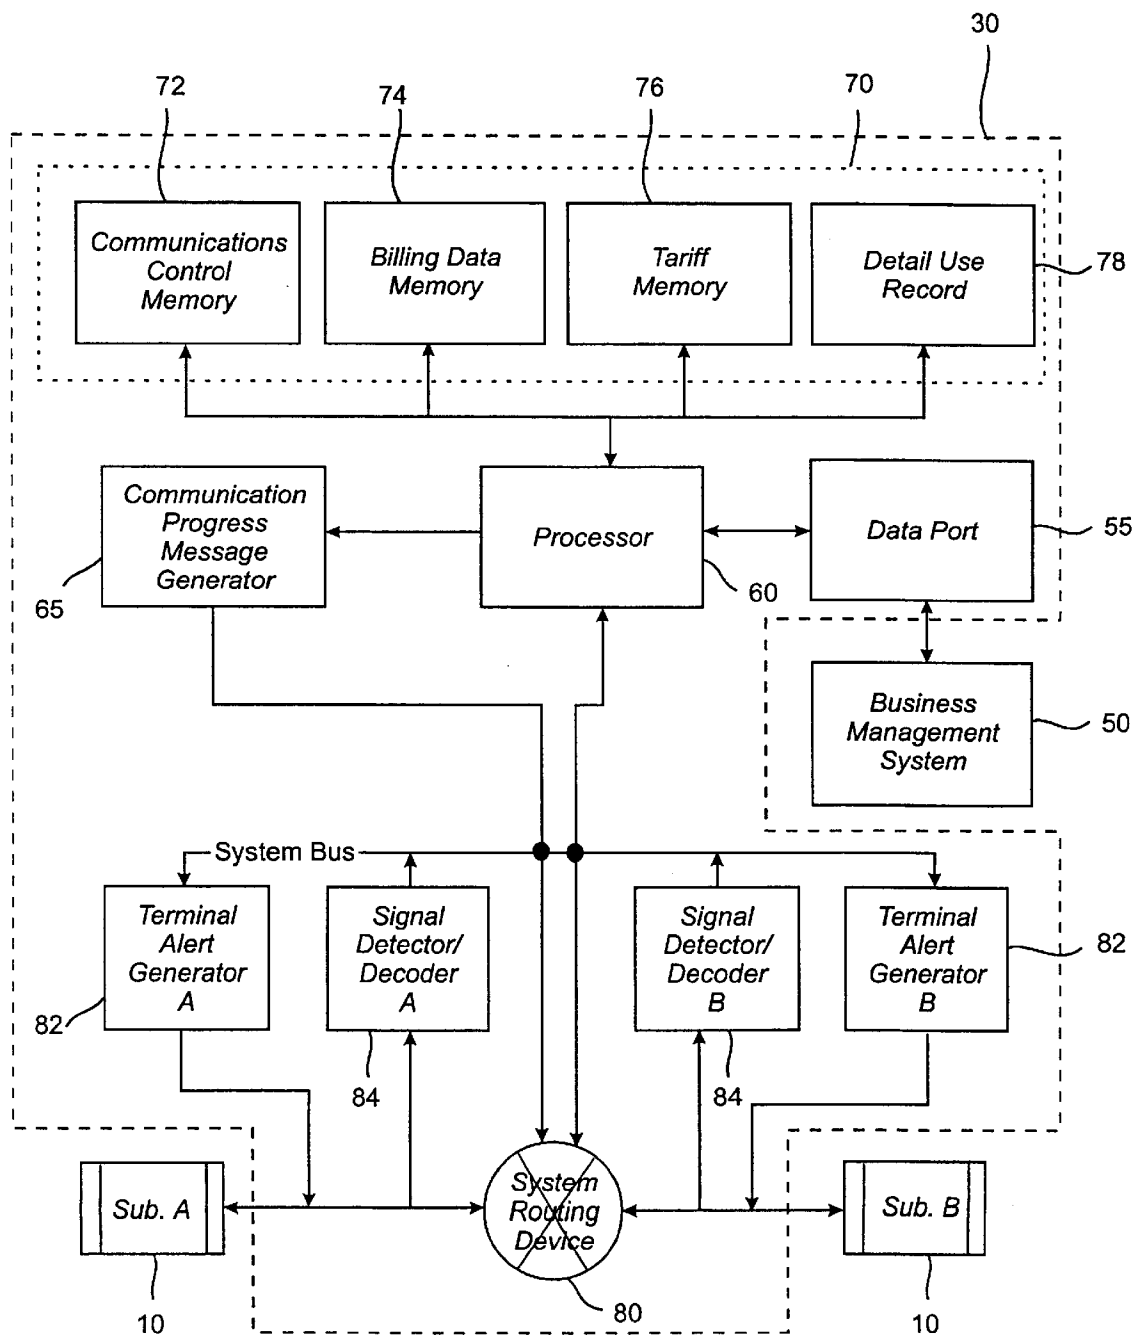 30
72
74
76
70
Communications
Control
Memory
Billing Data
Memory
Tariff
Memory
Detail Use
Record
78
Communication
Progress
Message
Generator
65
Processor
60
Data Port
55
Business
Management
System
50
System Bus
Terminal
Alert
Generator
A
82
Signal
Detector/
Decoder
A
84
Signal
Detector/
Decoder
B
84
Terminal
Alert
Generator
B
82
Sub. A
10
System
Routing
Device
80
Sub. B
10